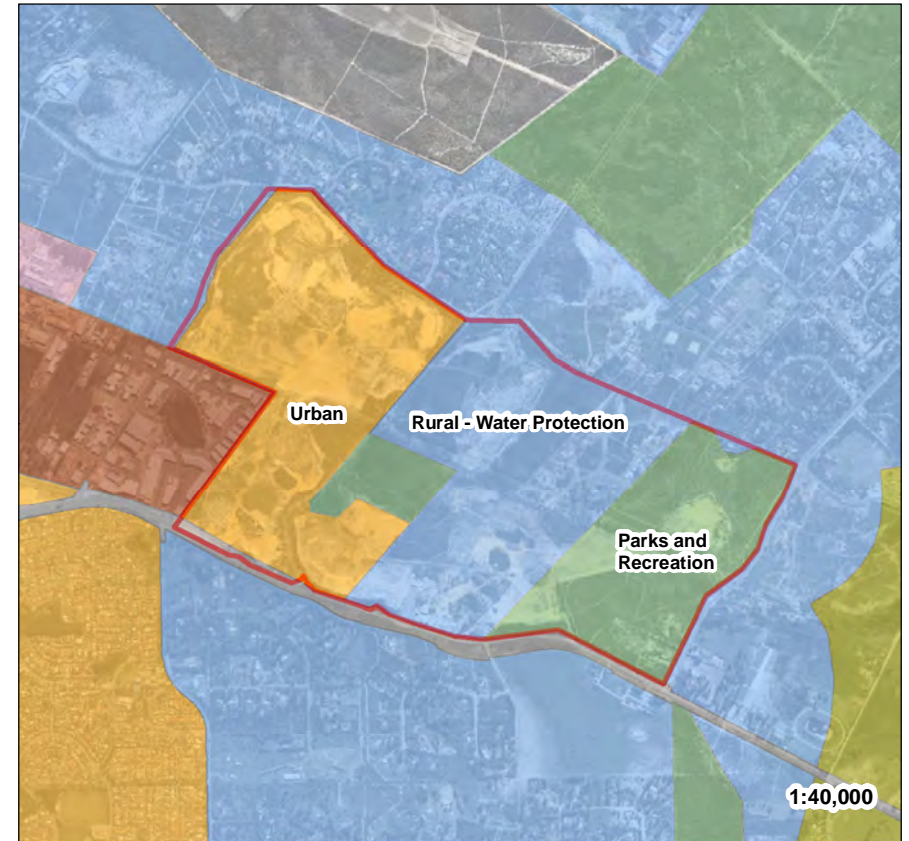 Urban
Rural - Water Protection
Parks and
Recreation
1:40,000